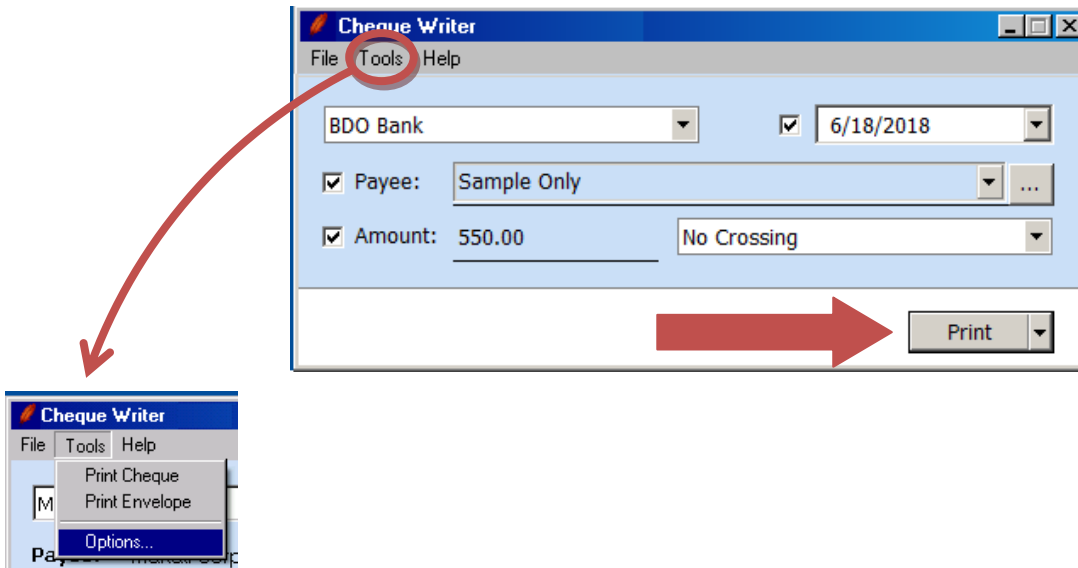 Cheque Writer
File Tools Help
BDO Bank 6/18/2018
Payee: Sample Only ...
Amount: 550.00 No Crossing
Print
Cheque Writer
File Tools Help
Print Cheque
Print Envelope
M
Options...
Pa